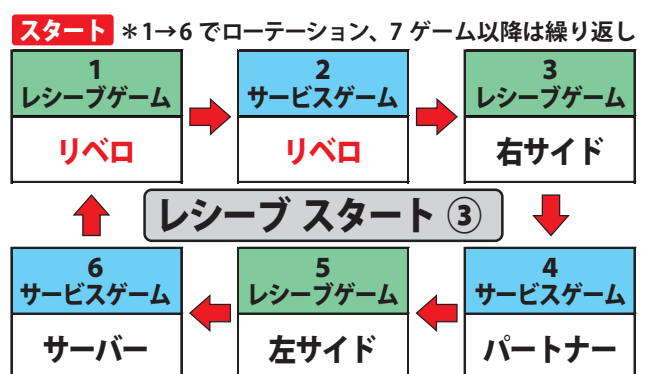 スタート ＊1→6 でローテーション、7 ゲーム以降は繰り返し
1
レシーブゲーム
リベロ
2
サービスゲーム
リベロ
3
レシーブゲーム
右サイド
レシーブ スタート ③
6
サービスゲーム
サーバー
5
レシーブゲーム
左サイド
4
サービスゲーム
パートナー